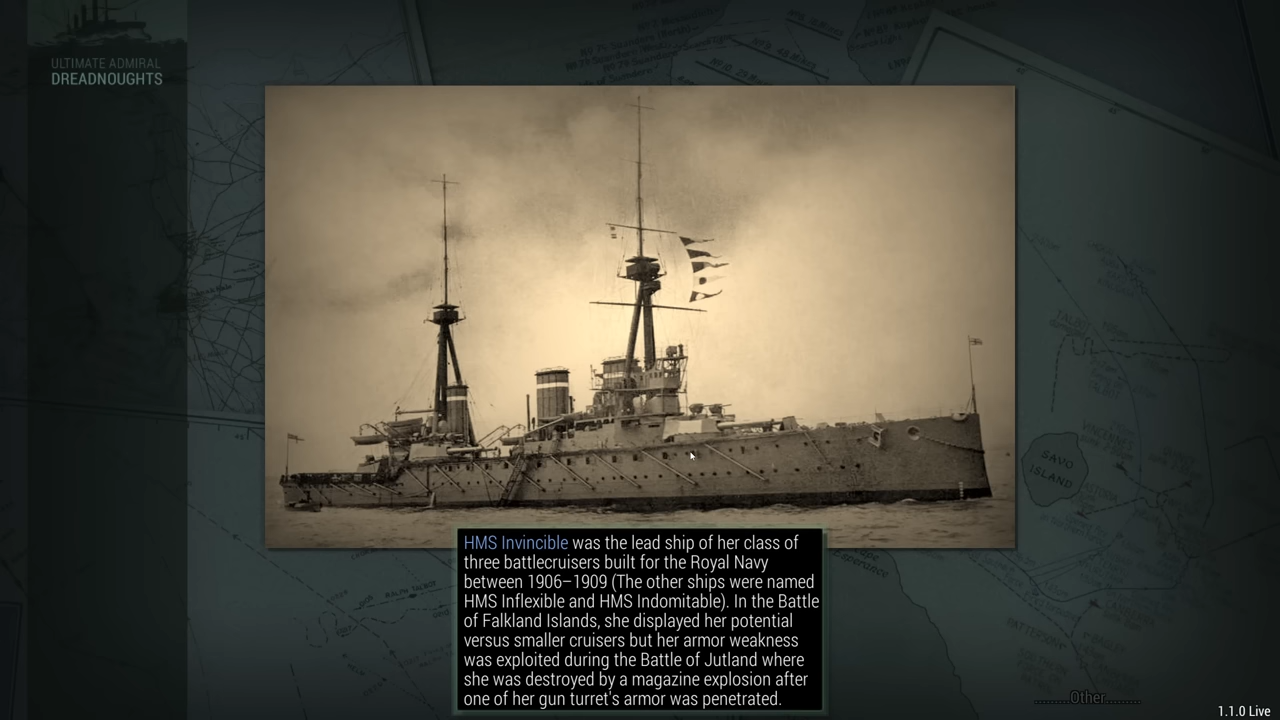 ULTIMATE ADMIRAL
DREADNOUGHTS
SAVO
ISLAND
HMS Invincible was the lead ship of her class of
three battlecruisers built for the Royal Navy
between 1906–1909 (The other ships were named
HMS Inflexible and HMS Indomitable). In the Battle
of Falkland Islands, she displayed her potential
versus smaller cruisers but her armor weakness
was exploited during the Battle of Jutland where
she was destroyed by a magazine explosion after
one of her gun turret's armor was penetrated.
RALPH TALBOT
Other
1.1.0 Live